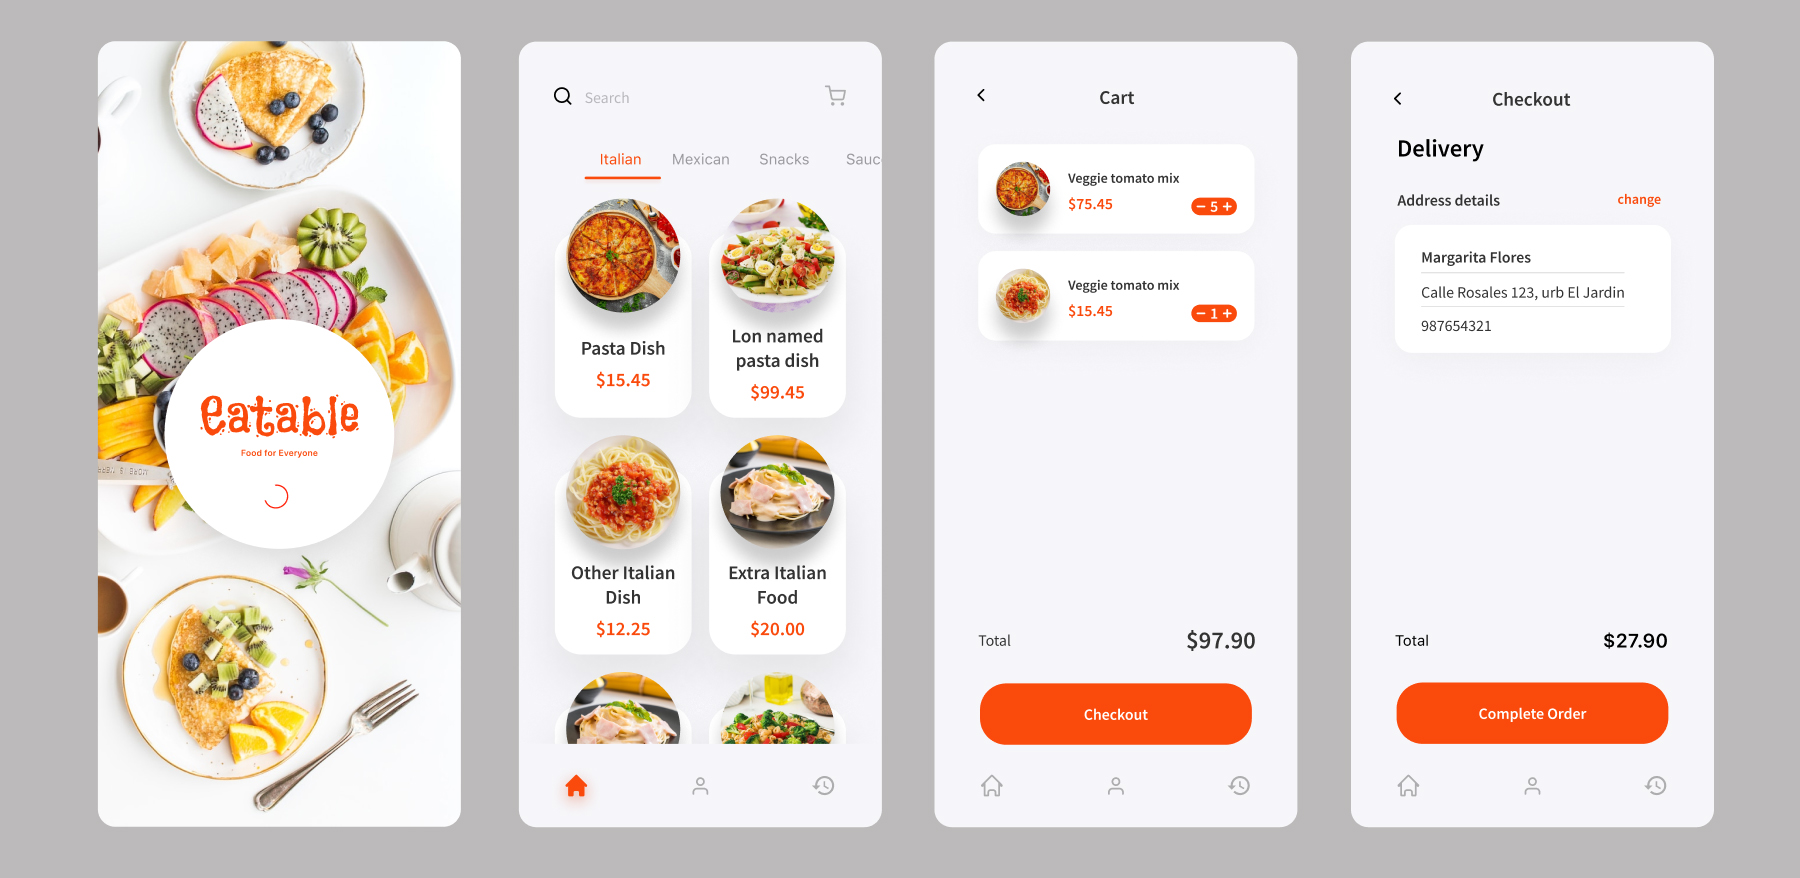 eatable
Food for Everyone
Search
Italian Mexican Snacks Sauc
Pasta Dish
$15.45
Lon named
pasta dish
$99.45
Other Italian
Dish
$12.25
Extra Italian
Food
$20.00
Cart
Veggie tomato mix
$75.45
− 5 +
Veggie tomato mix
$15.45
− 1 +
Total $97.90
Checkout
Checkout
Delivery
Address details change
Margarita Flores
Calle Rosales 123, urb El Jardin
987654321
Total $27.90
Complete Order